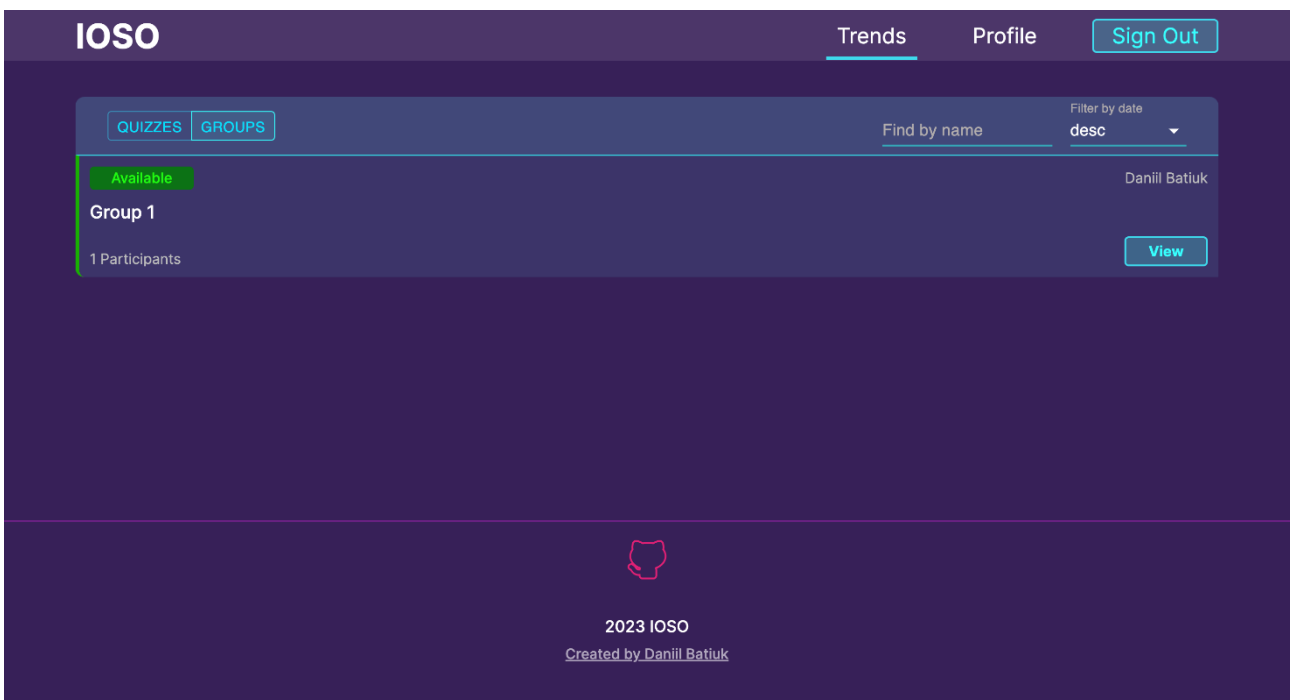 IOSO
Trends Profile Sign Out
QUIZZES GROUPS
Find by name
Filter by date
desc
Available
Daniil Batiuk
Group 1
1 Participants
View
2023 IOSO
Created by Daniil Batiuk